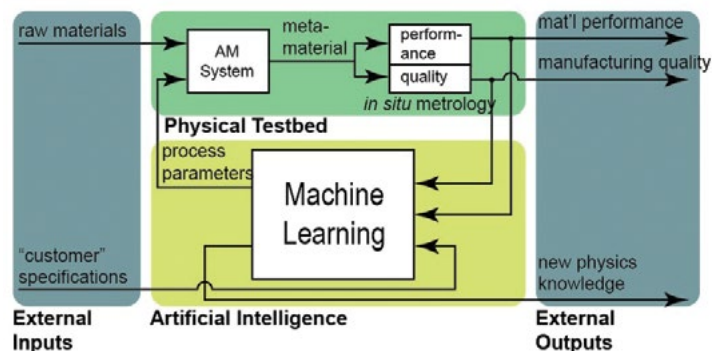 raw materials
AM
System
meta-
material
perform-
ance
quality
in situ metrology
mat'l performance
manufacturing quality
Physical Testbed
process
parameters
Machine
Learning
"customer"
specifications
new physics
knowledge
External
Inputs
Artificial Intelligence
External
Outputs